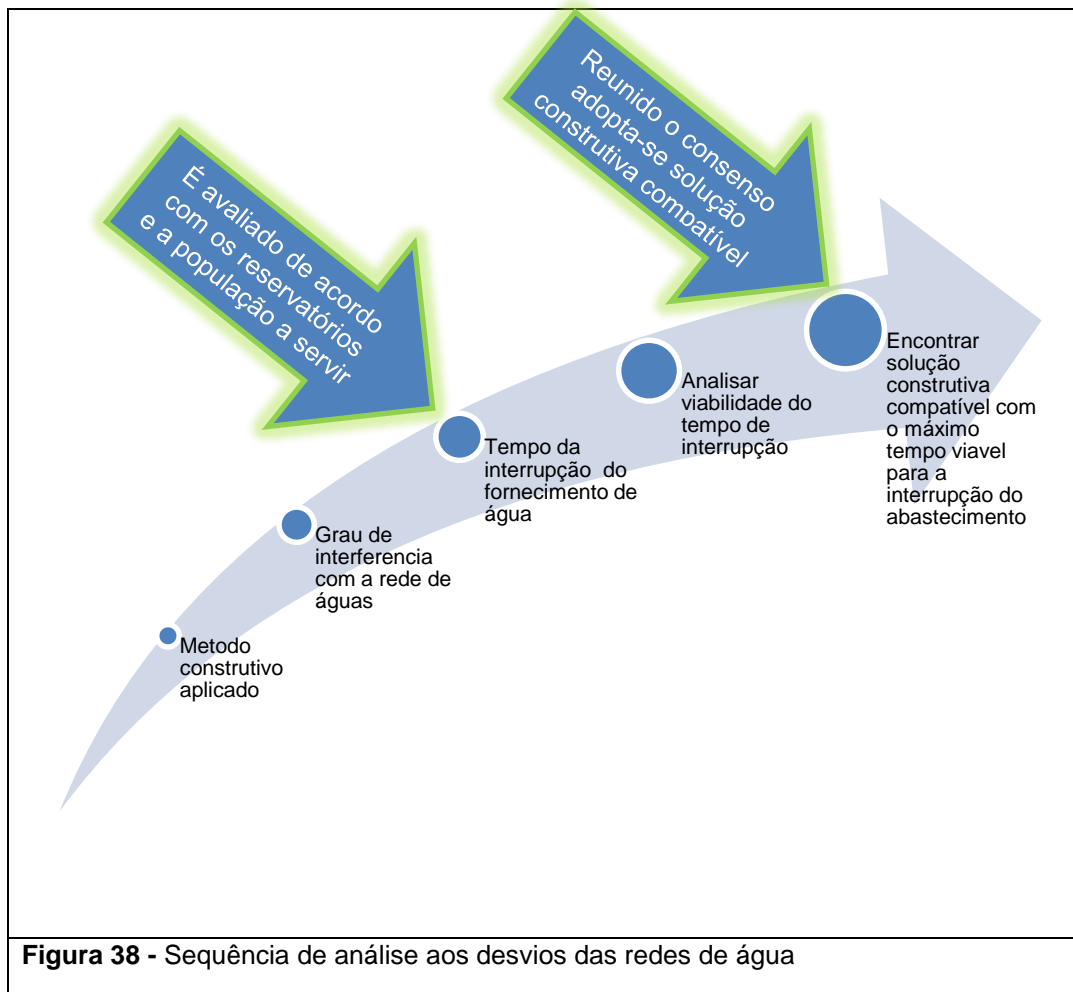 Reunido o consenso
adopta-se solução
construtiva compatível
É avaliado de acordo
com os reservatórios
e a população a servir
Metodo
construtivo
aplicado
Grau de
interferencia
com a rede de
águas
Tempo da
interrupção do
fornecimento de
água
Analisar
viabilidade do
tempo de
interrupção
Encontrar
solução
construtiva
compatível com
o máximo
tempo viavel
para a
interrupção do
abastecimento
Figura 38 - Sequência de análise aos desvios das redes de água